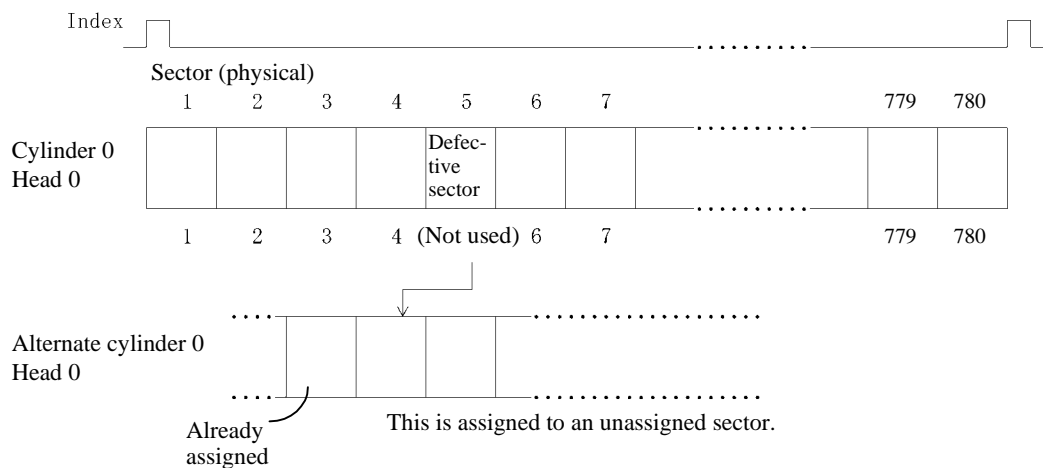 Index
Sector (physical)
1 2 3 4 5 6 7 779 780
Cylinder 0
Head 0
Defec-
tive
sector
1 2 3 4 (Not used) 6 7 779 780
Alternate cylinder 0
Head 0
Already
assigned
This is assigned to an unassigned sector.